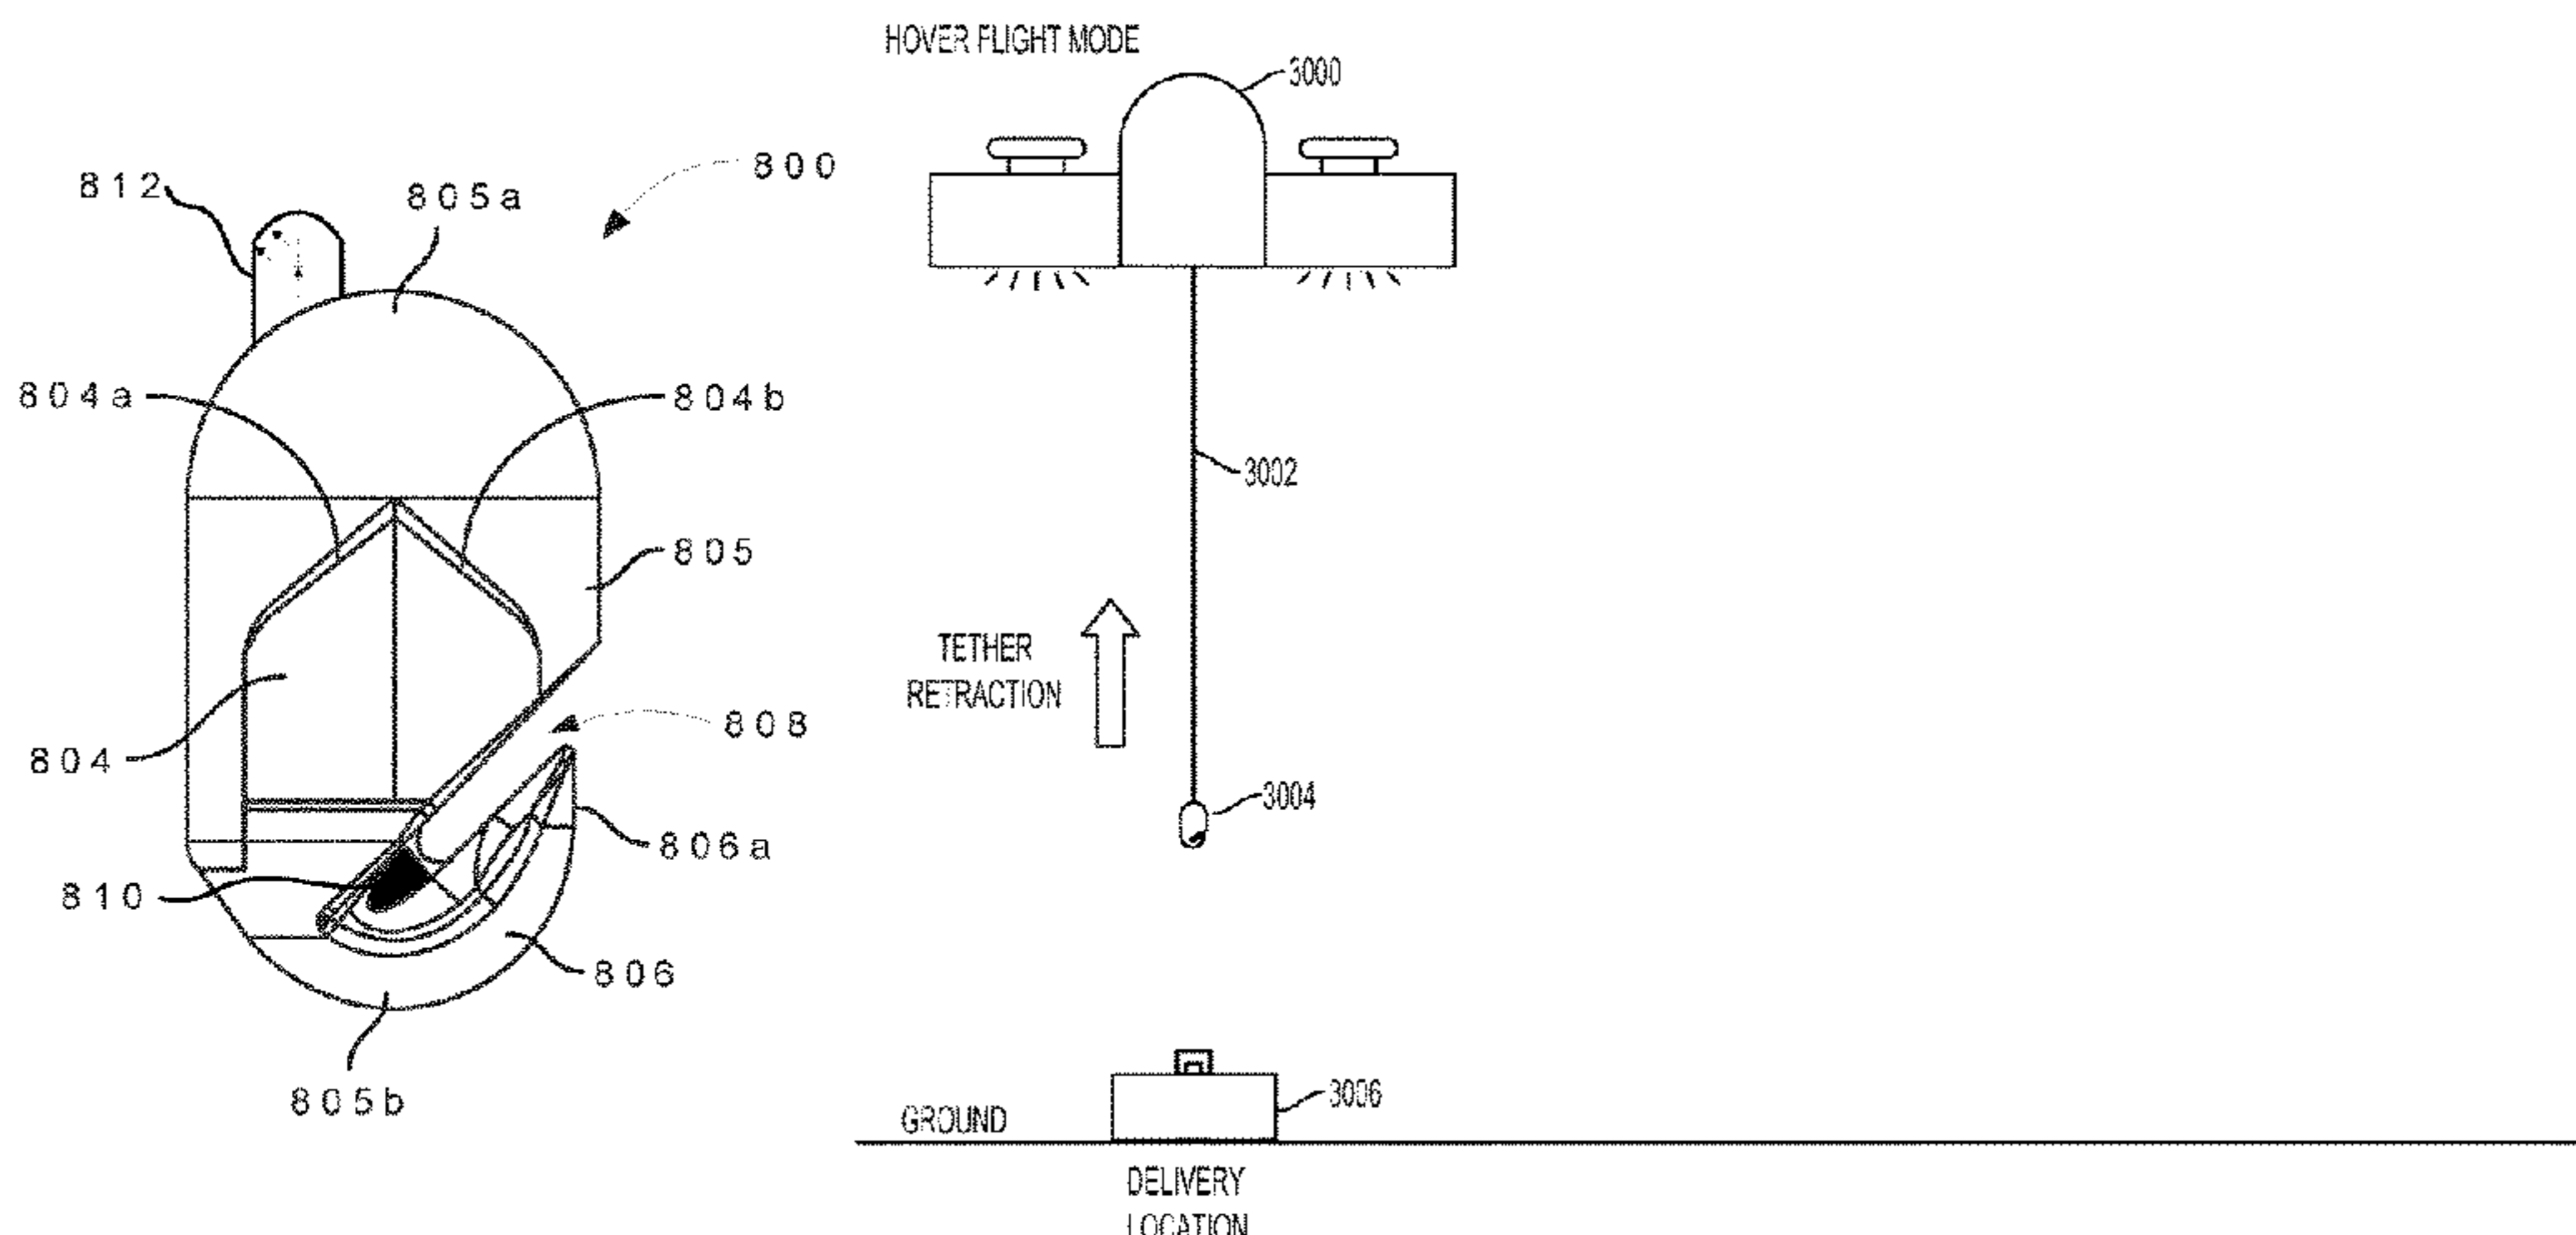 800
812
805a
804a
804b
805
804
808
806a
810
806
805b
HOVER FLIGHT MODE
3000
3002
TETHER
RETRACTION
3004
3006
GROUND
DELIVERY
LOCATION